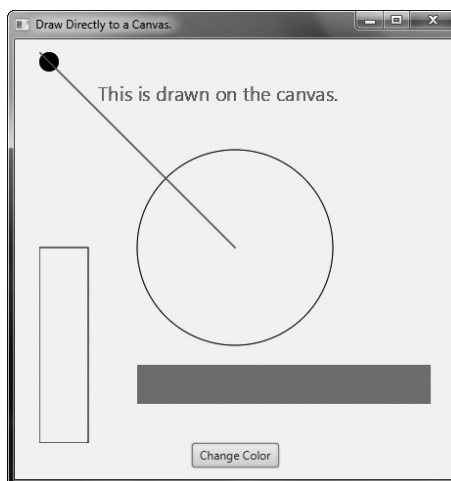 Draw Directly to a Canvas.
This is drawn on the canvas.
Change Color